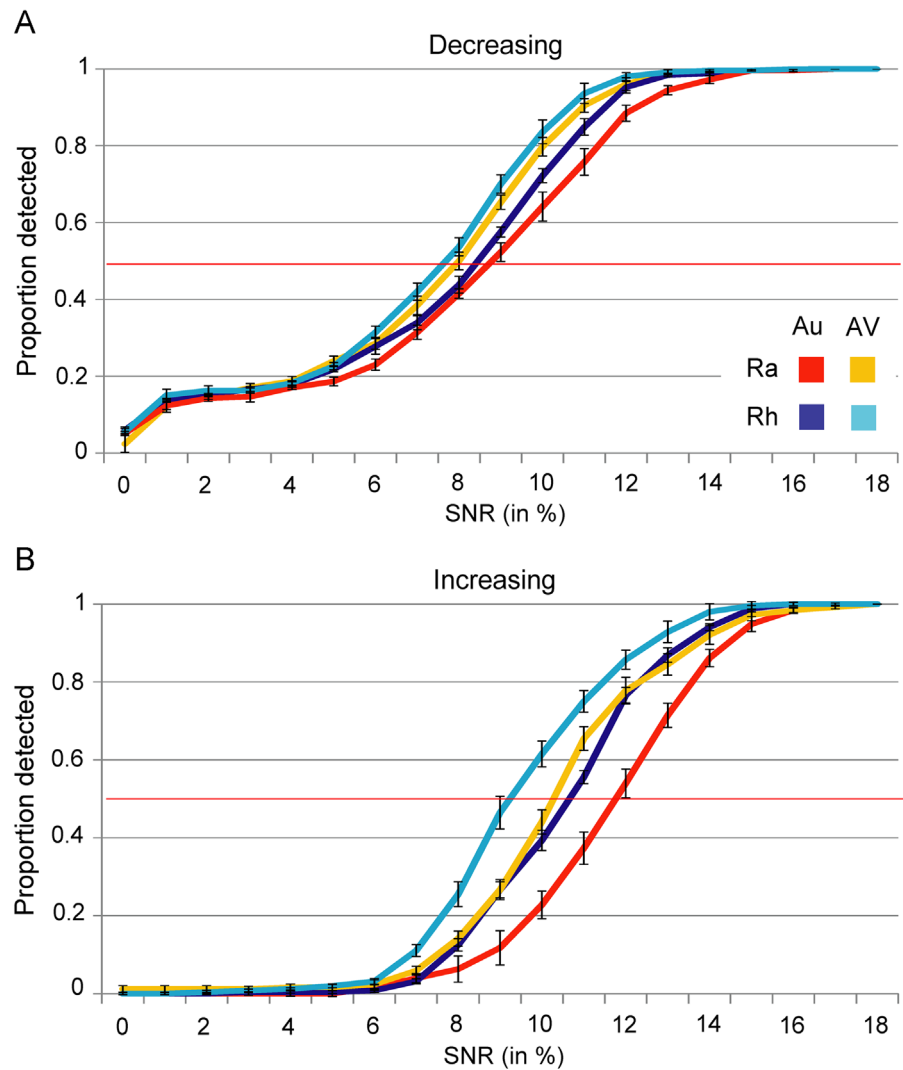 A
Decreasing
Proportion detected
1
0.8
0.6
0.4
0.2
0
Au AV
Ra
Rh
0 2 4 6 8 10 12 14 16 18
SNR (in %)
B
Increasing
Proportion detected
1
0.8
0.6
0.4
0.2
0
0 2 4 6 8 10 12 14 16 18
SNR (in %)